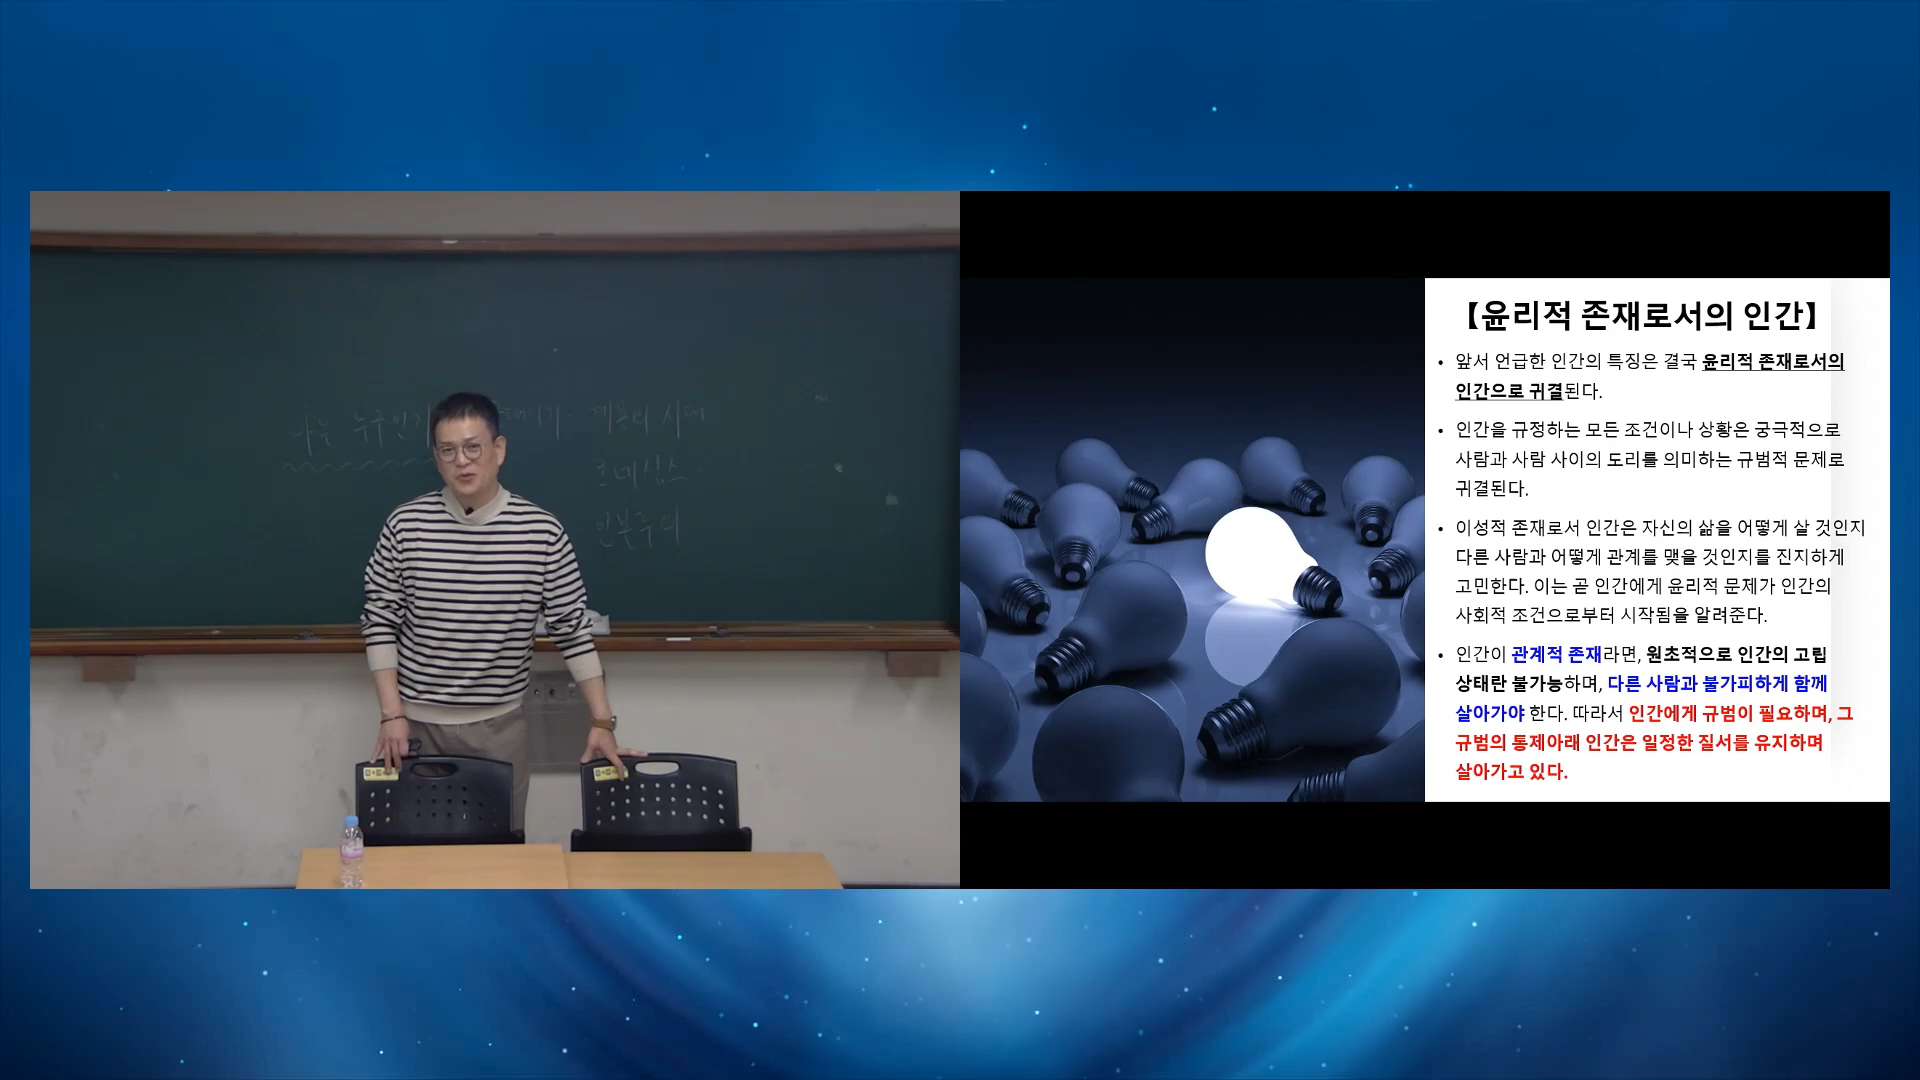 나는 누구인가
계몽의 시대
르네상스
인본주의
【윤리적 존재로서의 인간】
• 앞서 언급한 인간의 특징은 결국 윤리적 존재로서의
인간으로 귀결된다.
• 인간을 규정하는 모든 조건이나 상황은 궁극적으로
사람과 사람 사이의 도리를 의미하는 규범적 문제로
귀결된다.
• 이성적 존재로서 인간은 자신의 삶을 어떻게 살 것인지
다른 사람과 어떻게 관계를 맺을 것인지를 진지하게
고민한다. 이는 곧 인간에게 윤리적 문제가 인간의
사회적 조건으로부터 시작됨을 알려준다.
• 인간이 관계적 존재라면, 원초적으로 인간의 고립
상태란 불가능하며, 다른 사람과 불가피하게 함께
살아가야 한다. 따라서 인간에게 규범이 필요하며, 그
규범의 통제아래 인간은 일정한 질서를 유지하며
살아가고 있다.